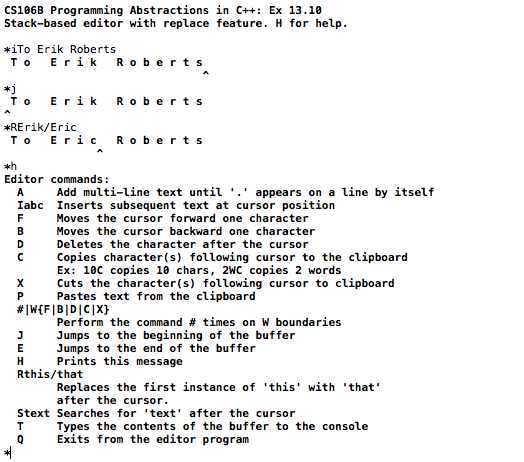 CS106B Programming Abstractions in C++: Ex 13.10
Stack-based editor with replace feature. H for help.
*iTo Erik Roberts
 T o   E r i k   R o b e r t s
                              ^
*j
 T o   E r i k   R o b e r t s
^
*RErik/Eric
 T o   E r i c   R o b e r t s
              ^
*h
Editor commands:
  A     Add multi-line text until '.' appears on a line by itself
  Iabc  Inserts subsequent text at cursor position
  F     Moves the cursor forward one character
  B     Moves the cursor backward one character
  D     Deletes the character after the cursor
  C     Copies character(s) following cursor to the clipboard
        Ex: 10C copies 10 chars, 2WC copies 2 words
  X     Cuts the character(s) following cursor to clipboard
  P     Pastes text from the clipboard
  #|W{F|B|D|C|X}
        Perform the command # times on W boundaries
  J     Jumps to the beginning of the buffer
  E     Jumps to the end of the buffer
  H     Prints this message
  Rthis/that
        Replaces the first instance of 'this' with 'that'
        after the cursor.
  Stext Searches for 'text' after the cursor
  T     Types the contents of the buffer to the console
  Q     Exits from the editor program
*